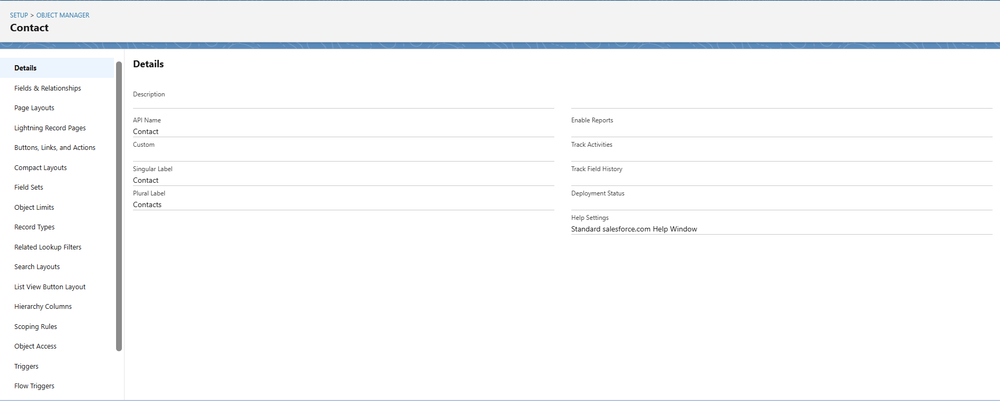 SETUP > OBJECT MANAGER
Contact
Details
Fields & Relationships
Page Layouts
Lightning Record Pages
Buttons, Links, and Actions
Compact Layouts
Field Sets
Object Limits
Record Types
Related Lookup Filters
Search Layouts
List View Button Layout
Hierarchy Columns
Scoping Rules
Object Access
Triggers
Flow Triggers
Details
Description
API Name
Contact
Custom
Singular Label
Contact
Plural Label
Contacts
Enable Reports
Track Activities
Track Field History
Deployment Status
Help Settings
Standard salesforce.com Help Window